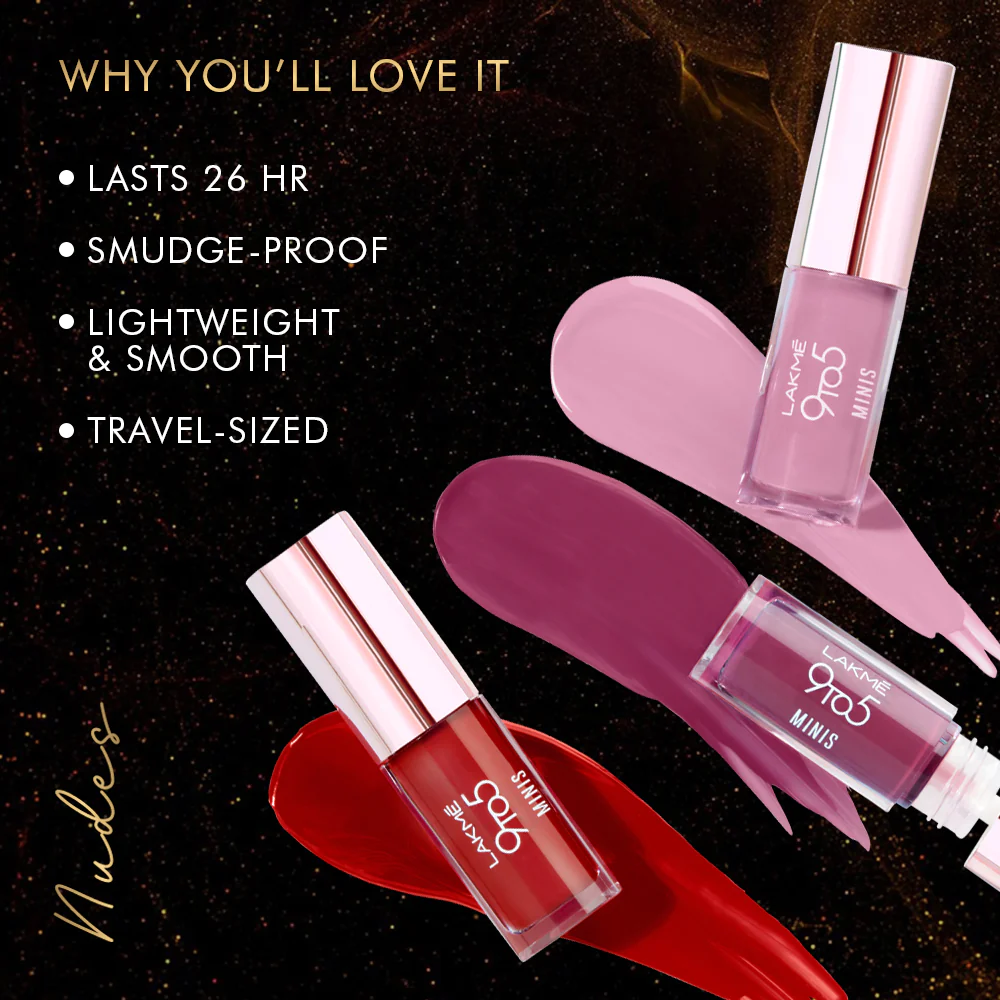 WHY YOU'LL LOVE IT
• LASTS 26 HR
• SMUDGE-PROOF
• LIGHTWEIGHT
& SMOOTH
• TRAVEL-SIZED
LAKMĒ
9TO5
MINIS
LAKMĒ
9TO5
MINIS
LAKMĒ
9TO5
MINIS
Nudes